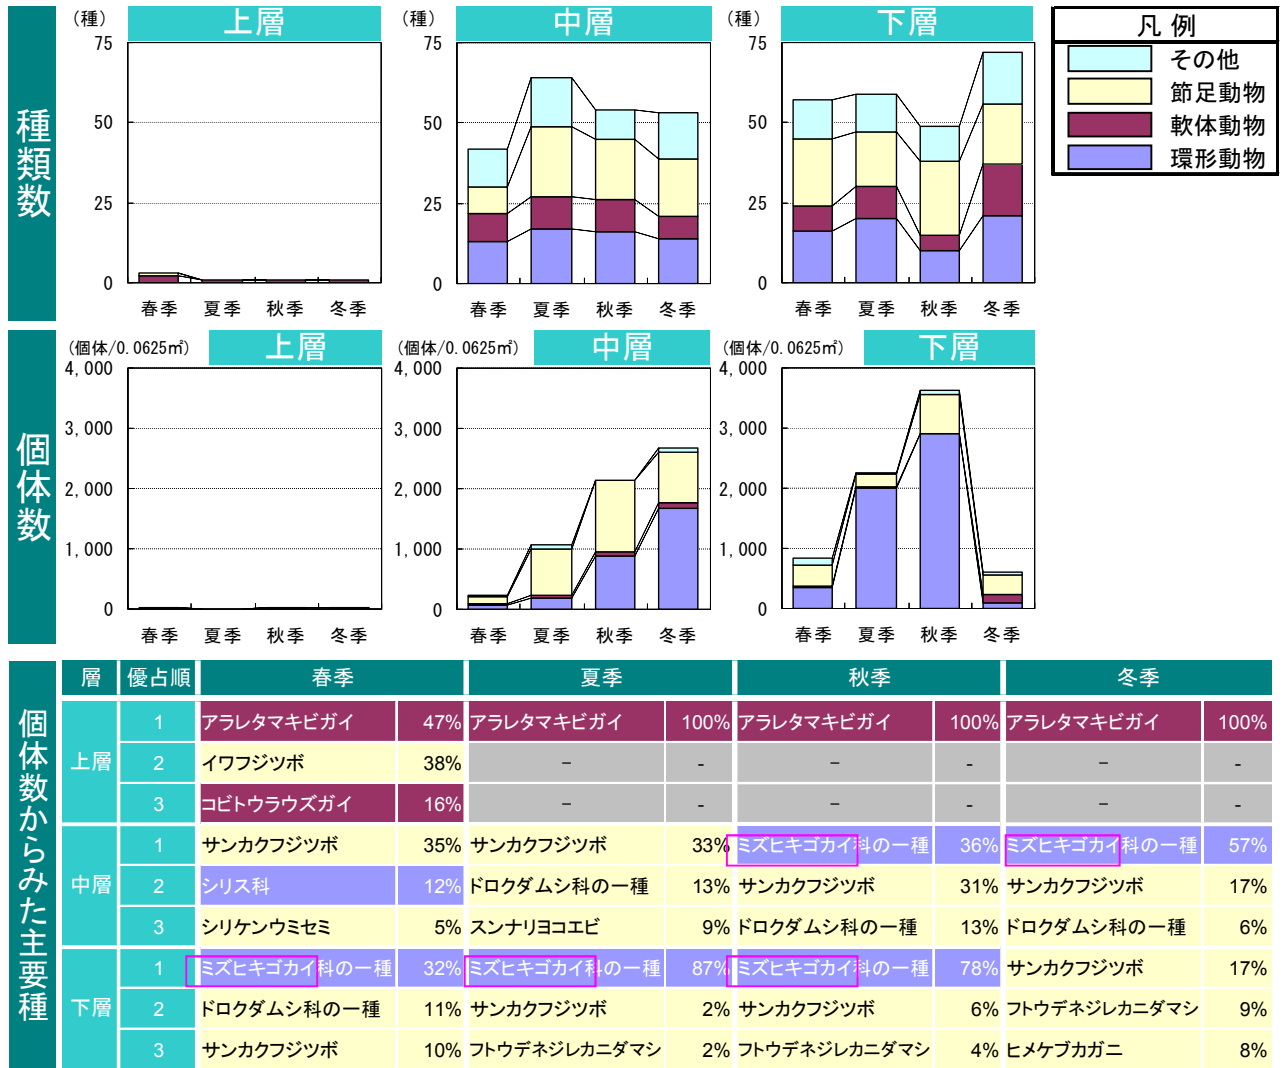 種類数
(種) 上層
75
50
25
0
春季 夏季 秋季 冬季
(種) 中層
75
50
25
0
春季 夏季 秋季 冬季
(種) 下層
75
50
25
0
春季 夏季 秋季 冬季
凡 例
その他
節足動物
軟体動物
環形動物
個体数
(個体/0.0625㎡) 上層
4,000
3,000
2,000
1,000
0
春季 夏季 秋季 冬季
(個体/0.0625㎡) 中層
4,000
3,000
2,000
1,000
0
春季 夏季 秋季 冬季
(個体/0.0625㎡) 下層
4,000
3,000
2,000
1,000
0
春季 夏季 秋季 冬季
個体数からみた主要種
層 優占順 春季 夏季 秋季 冬季
上層
1 アラレタマキビガイ 47% アラレタマキビガイ 100% アラレタマキビガイ 100% アラレタマキビガイ 100%
2 イワフジツボ 38% － - － - － -
3 コビトウラウズガイ 16% － - － - － -
中層
1 サンカクフジツボ 35% サンカクフジツボ 33% ミズヒキゴカイ科の一種 36% ミズヒキゴカイ科の一種 57%
2 シリス科 12% ドロクダムシ科の一種 13% サンカクフジツボ 31% サンカクフジツボ 17%
3 シリケンウミセミ 5% スンナリヨコエビ 9% ドロクダムシ科の一種 13% ドロクダムシ科の一種 6%
下層
1 ミズヒキゴカイ科の一種 32% ミズヒキゴカイ科の一種 87% ミズヒキゴカイ科の一種 78% サンカクフジツボ 17%
2 ドロクダムシ科の一種 11% サンカクフジツボ 2% サンカクフジツボ 6% フトウデネジレカニダマシ 9%
3 サンカクフジツボ 10% フトウデネジレカニダマシ 2% フトウデネジレカニダマシ 4% ヒメケブカガニ 8%